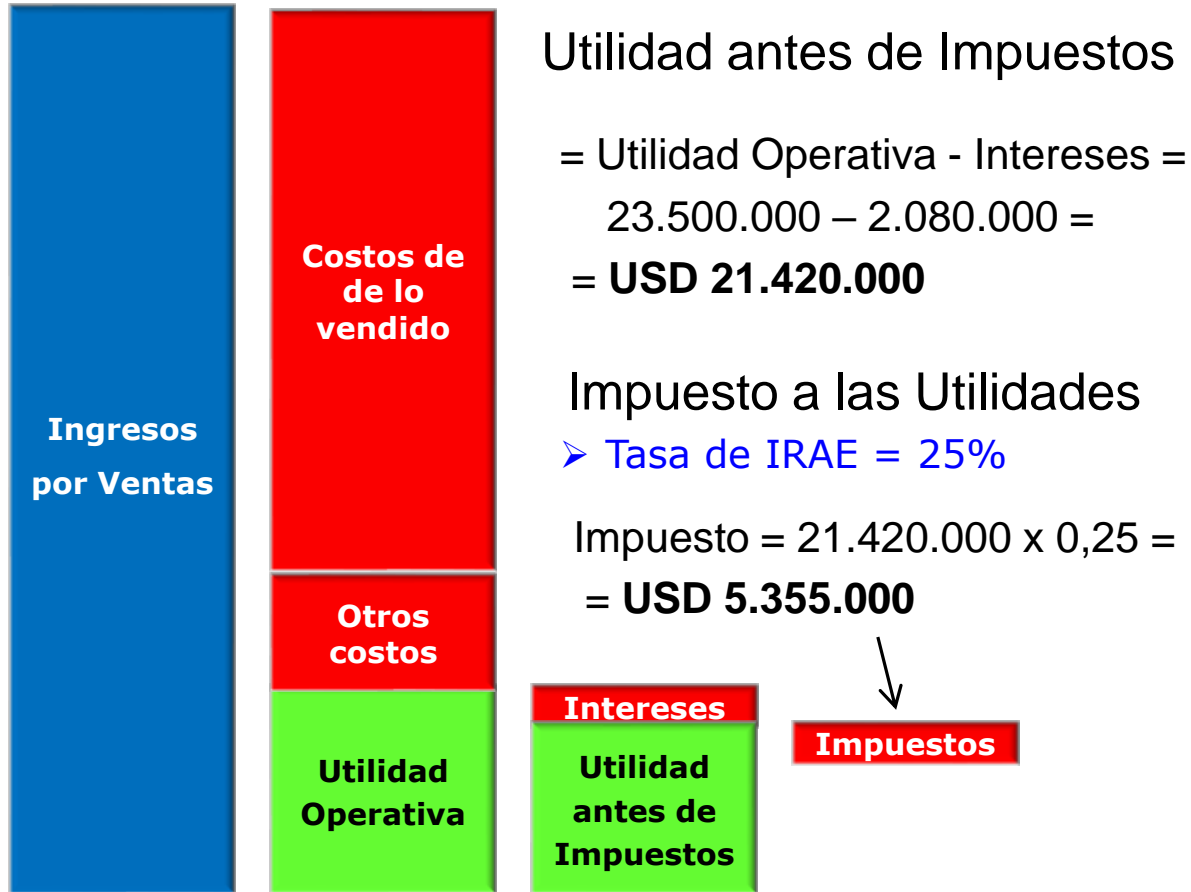 Ingresos
por Ventas
Costos de
de lo
vendido
Otros
costos
Utilidad
Operativa
Utilidad antes de Impuestos
= Utilidad Operativa - Intereses =
23.500.000 – 2.080.000 =
= USD 21.420.000
Impuesto a las Utilidades
➢ Tasa de IRAE = 25%
Impuesto = 21.420.000 x 0,25 =
= USD 5.355.000
Intereses
Utilidad
antes de
Impuestos
Impuestos